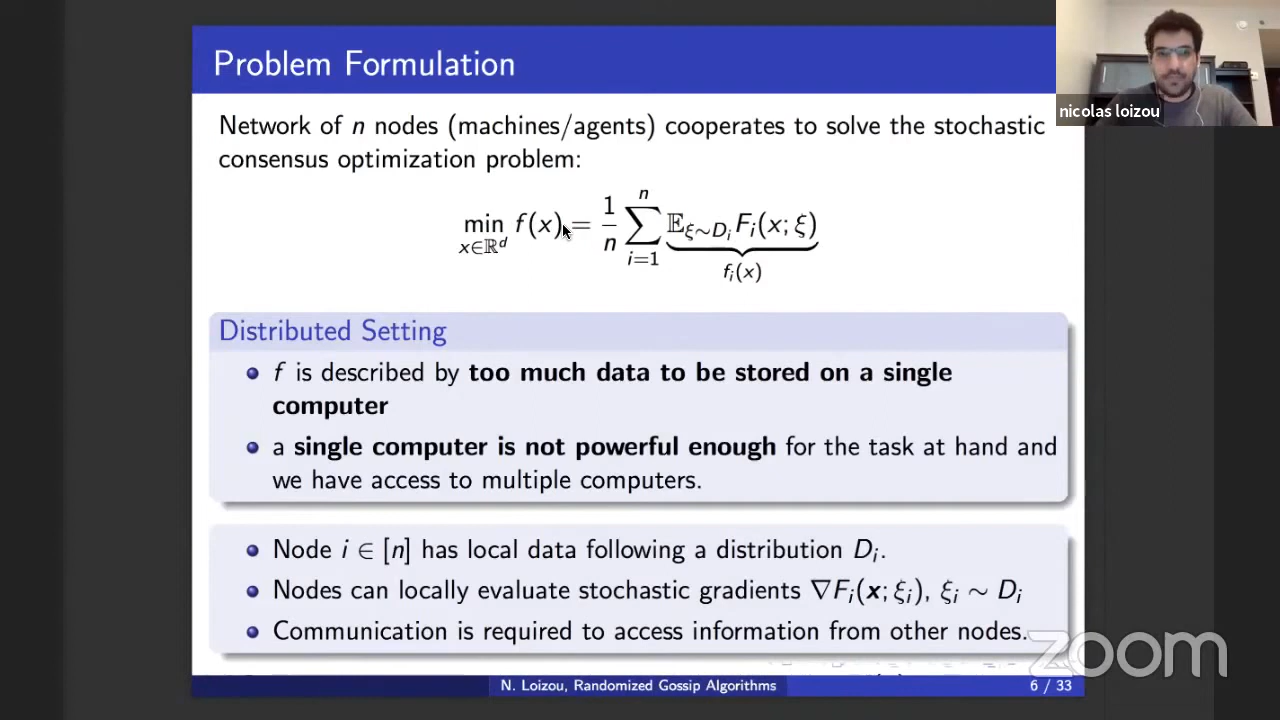 Problem Formulation
nicolas loizou
Network of n nodes (machines/agents) cooperates to solve the stochastic
consensus optimization problem:
min_{x∈ℝ^d} f(x) = \frac{1}{n} \sum_{i=1}^{n} \underbrace{𝔼_{ξ∼D_i} F_i(x; ξ)}_{f_i(x)}
Distributed Setting
f is described by too much data to be stored on a single
computer
a single computer is not powerful enough for the task at hand and
we have access to multiple computers.
Node i ∈ [n] has local data following a distribution D_i.
Nodes can locally evaluate stochastic gradients ∇F_i(x; ξ_i), ξ_i ∼ D_i
Communication is required to access information from other nodes.
zoom
N. Loizou, Randomized Gossip Algorithms
6 / 33